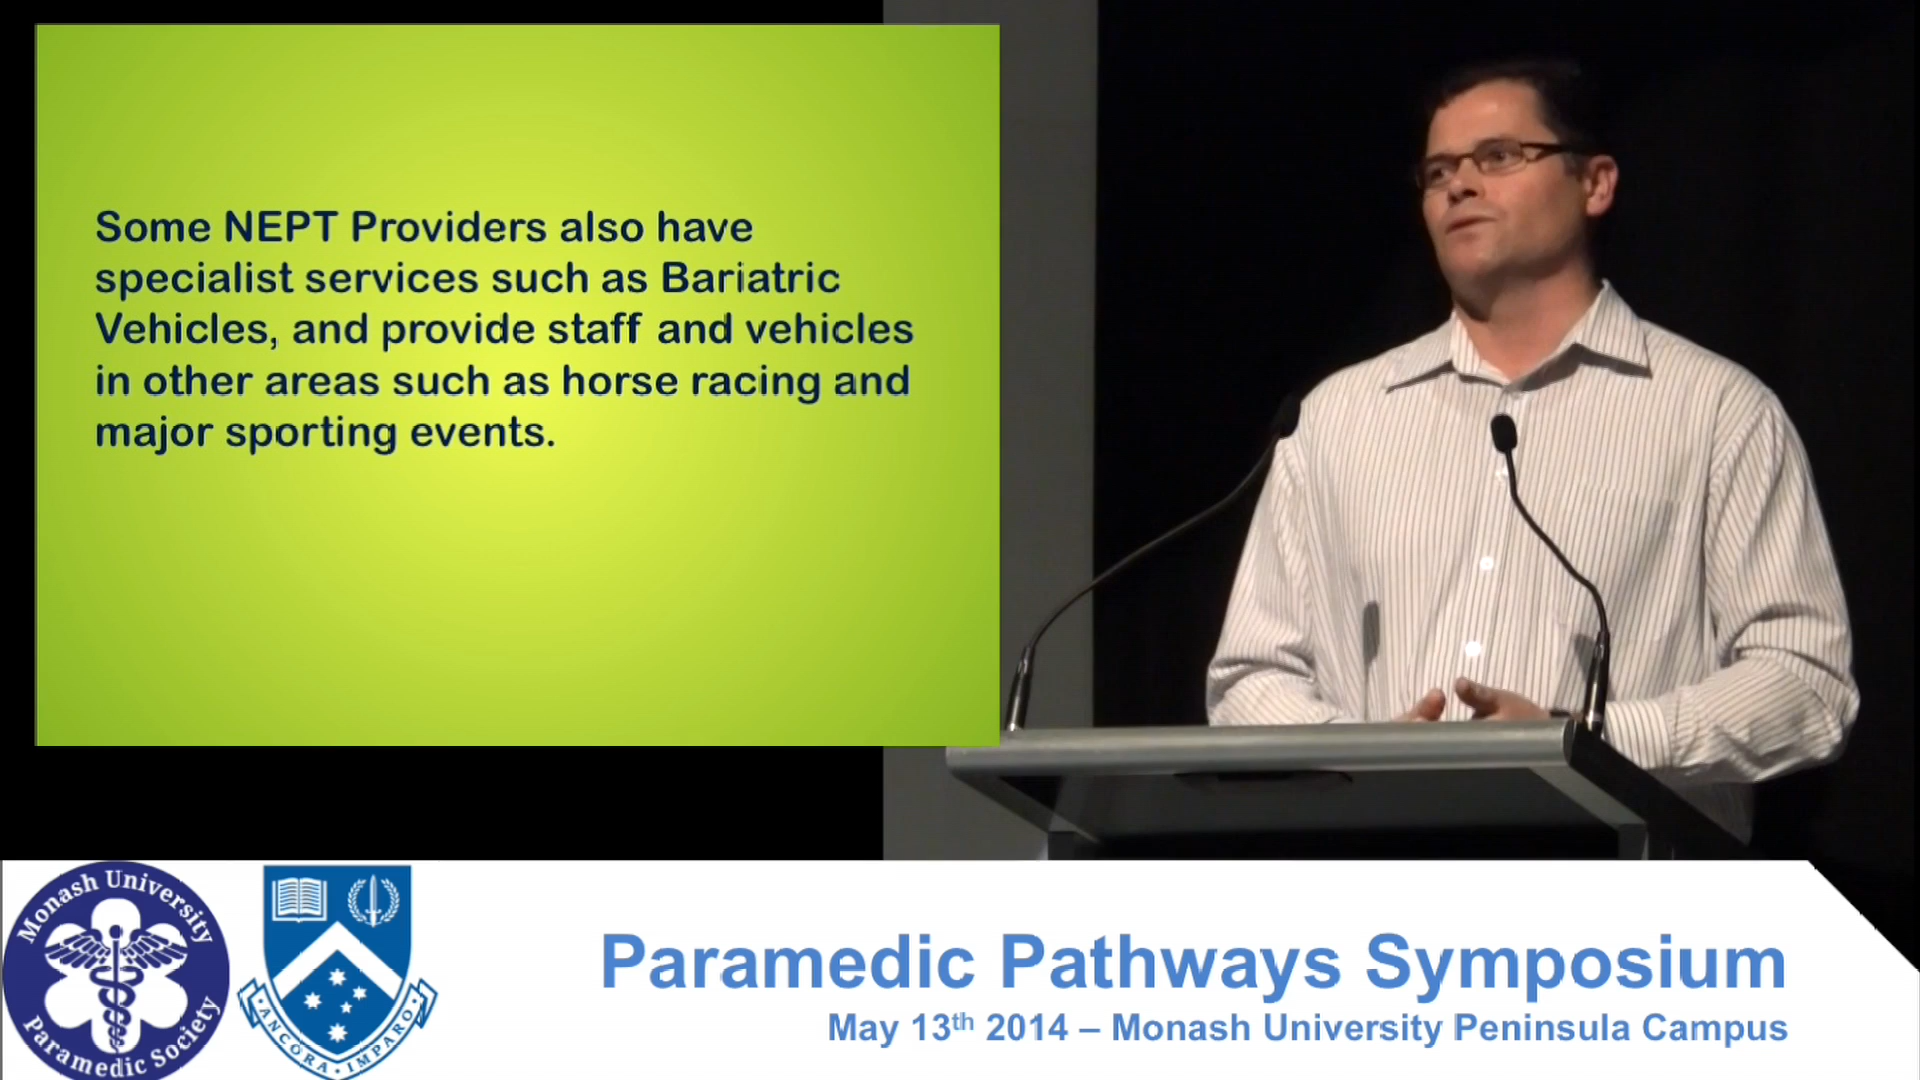 Some NEPT Providers also have
specialist services such as Bariatric
Vehicles, and provide staff and vehicles
in other areas such as horse racing and
major sporting events.
Monash University
Paramedic Society
ANCORA IMPARO
Paramedic Pathways Symposium
May 13th 2014 – Monash University Peninsula Campus